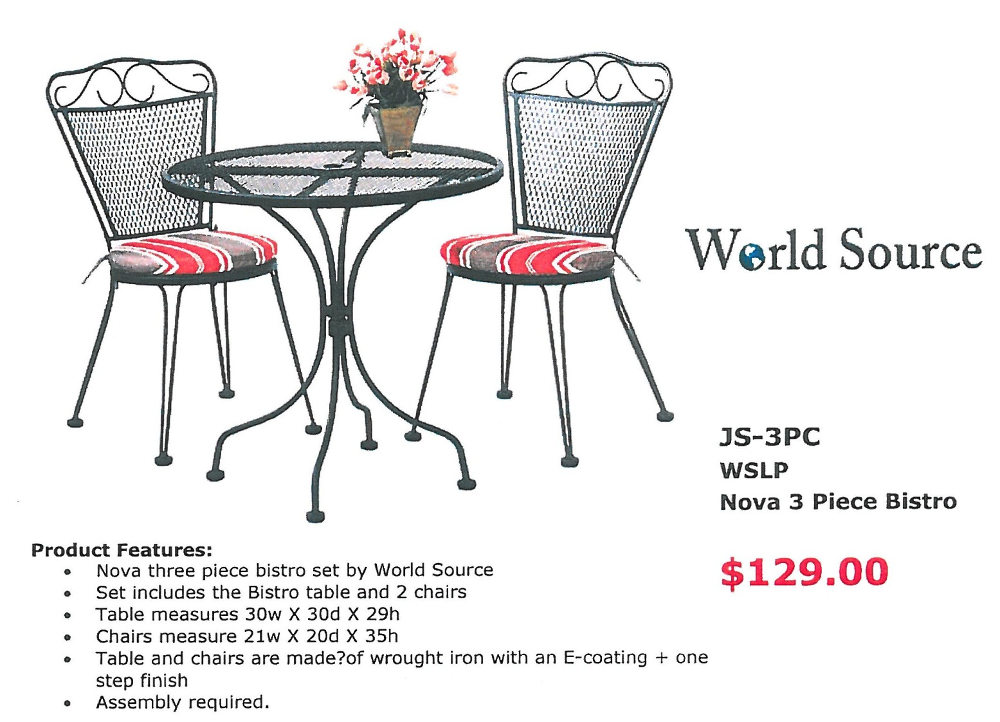 World Source
JS-3PC
WSLP
Nova 3 Piece Bistro
$129.00
Product Features:
• Nova three piece bistro set by World Source
• Set includes the Bistro table and 2 chairs
• Table measures 30w X 30d X 29h
• Chairs measure 21w X 20d X 35h
• Table and chairs are made?of wrought iron with an E-coating + one
step finish
• Assembly required.